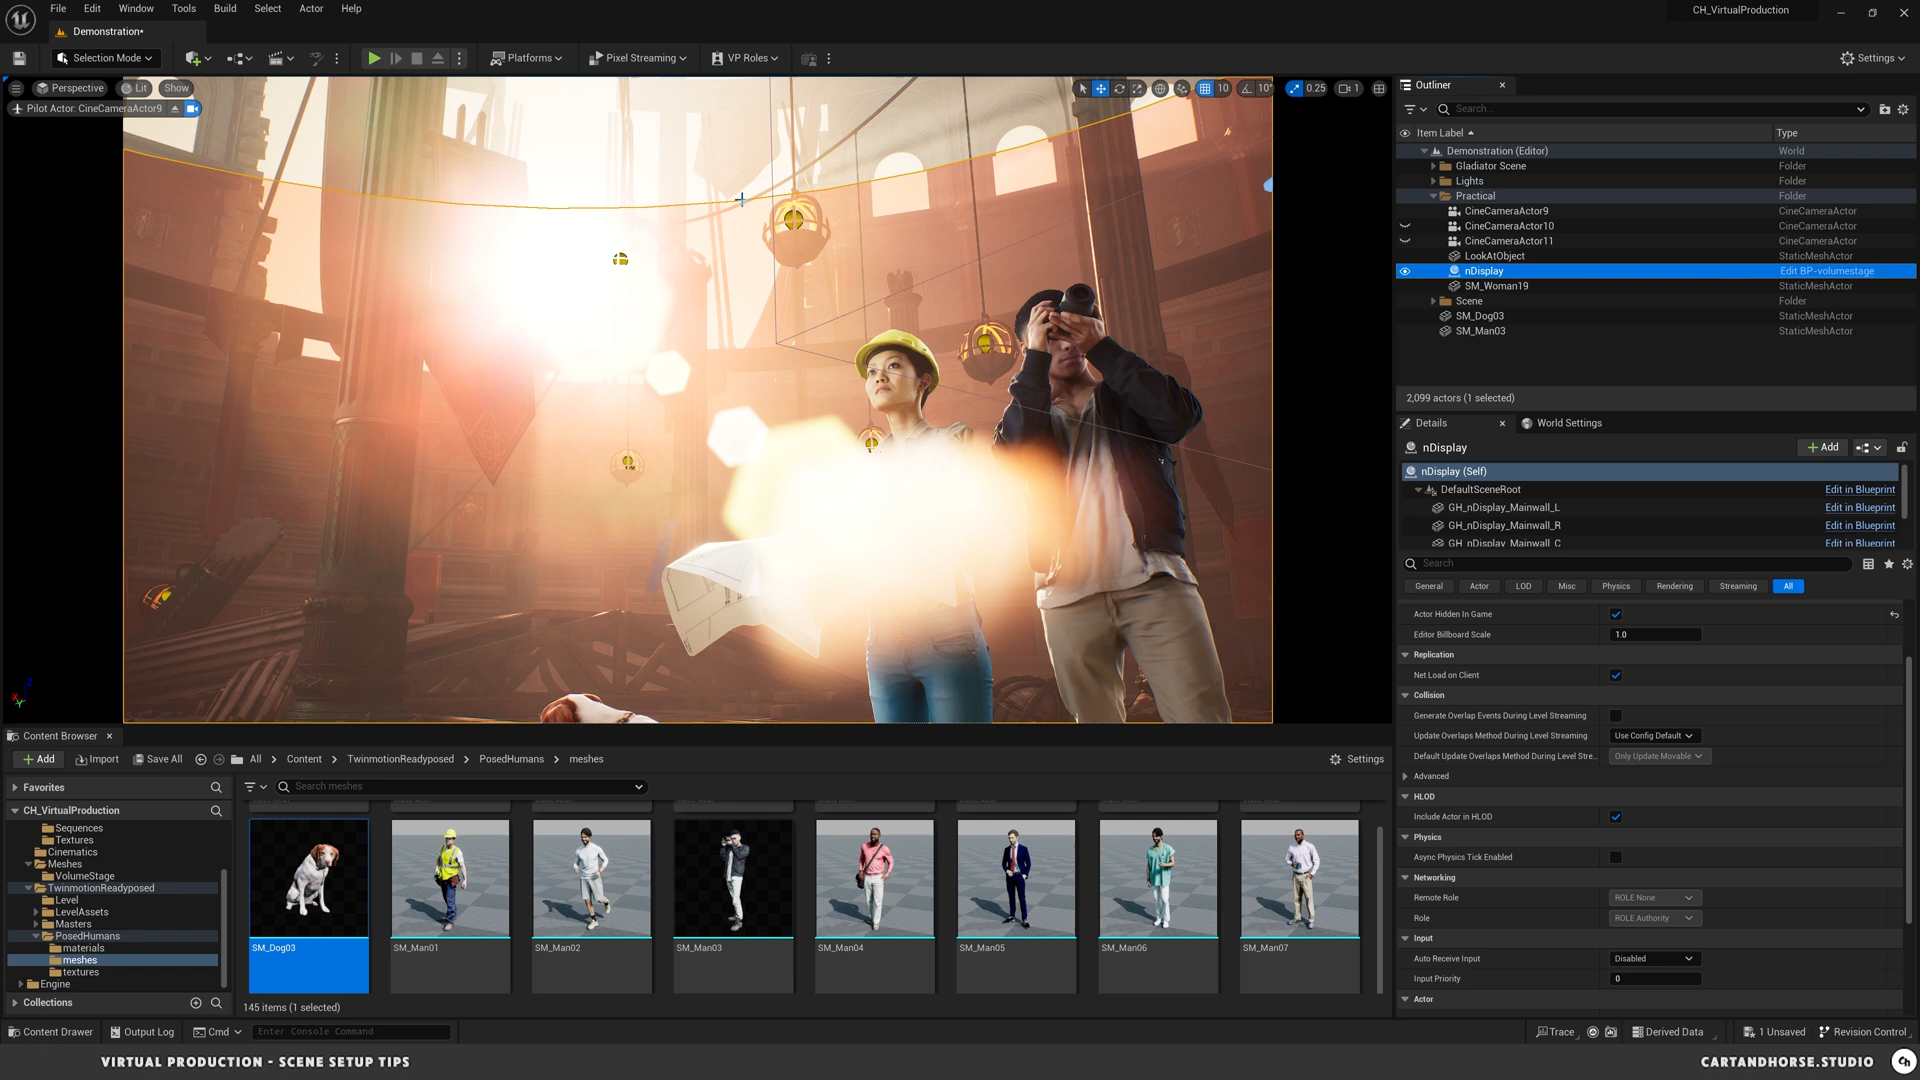 File Edit Window Tools Build Select Actor Help
CH_VirtualProduction
Demonstration*
Selection Mode
Platforms
Pixel Streaming
VP Roles
Settings
Perspective
Lit
Show
10
10°
0.25
1
Pilot Actor: CineCameraActor9
Outliner
Search...
Item Label Type
Demonstration (Editor) World
Gladiator Scene Folder
Lights Folder
Practical Folder
CineCameraActor9 CineCameraActor
CineCameraActor10 CineCameraActor
CineCameraActor11 CineCameraActor
LookAtObject StaticMeshActor
nDisplay Edit BP-volumestage
SM_Woman19 StaticMeshActor
Scene Folder
SM_Dog03 StaticMeshActor
SM_Man03 StaticMeshActor
2,099 actors (1 selected)
Details
World Settings
nDisplay
Add
nDisplay (Self)
DefaultSceneRoot Edit in Blueprint
GH_nDisplay_Mainwall_L Edit in Blueprint
GH_nDisplay_Mainwall_R Edit in Blueprint
GH_nDisplay_Mainwall_C Edit in Blueprint
Search
General Actor LOD Misc Physics Rendering Streaming All
Actor Hidden In Game
Editor Billboard Scale 1.0
Replication
Net Load on Client
Collision
Generate Overlap Events During Level Streaming
Update Overlaps Method During Level Streaming Use Config Default
Default Update Overlaps Method During Level Stre... Only Update Movable
Advanced
HLOD
Include Actor in HLOD
Physics
Async Physics Tick Enabled
Networking
Remote Role ROLE None
Role ROLE Authority
Input
Auto Receive Input Disabled
Input Priority 0
Actor
Content Browser
Add
Import
Save All
All
Content
TwinmotionReadyposed
PosedHumans
meshes
Settings
Favorites
Search meshes
CH_VirtualProduction
Sequences
Textures
Cinematics
Meshes
VolumeStage
TwinmotionReadyposed
Level
LevelAssets
Masters
PosedHumans
materials
meshes
textures
Engine
Collections
SM_Dog03
SM_Man01
SM_Man02
SM_Man03
SM_Man04
SM_Man05
SM_Man06
SM_Man07
145 items (1 selected)
Content Drawer
Output Log
Cmd
Enter Console Command
Trace
Derived Data
1 Unsaved
Revision Control
VIRTUAL PRODUCTION - SCENE SETUP TIPS
CARTANDHORSE.STUDIO